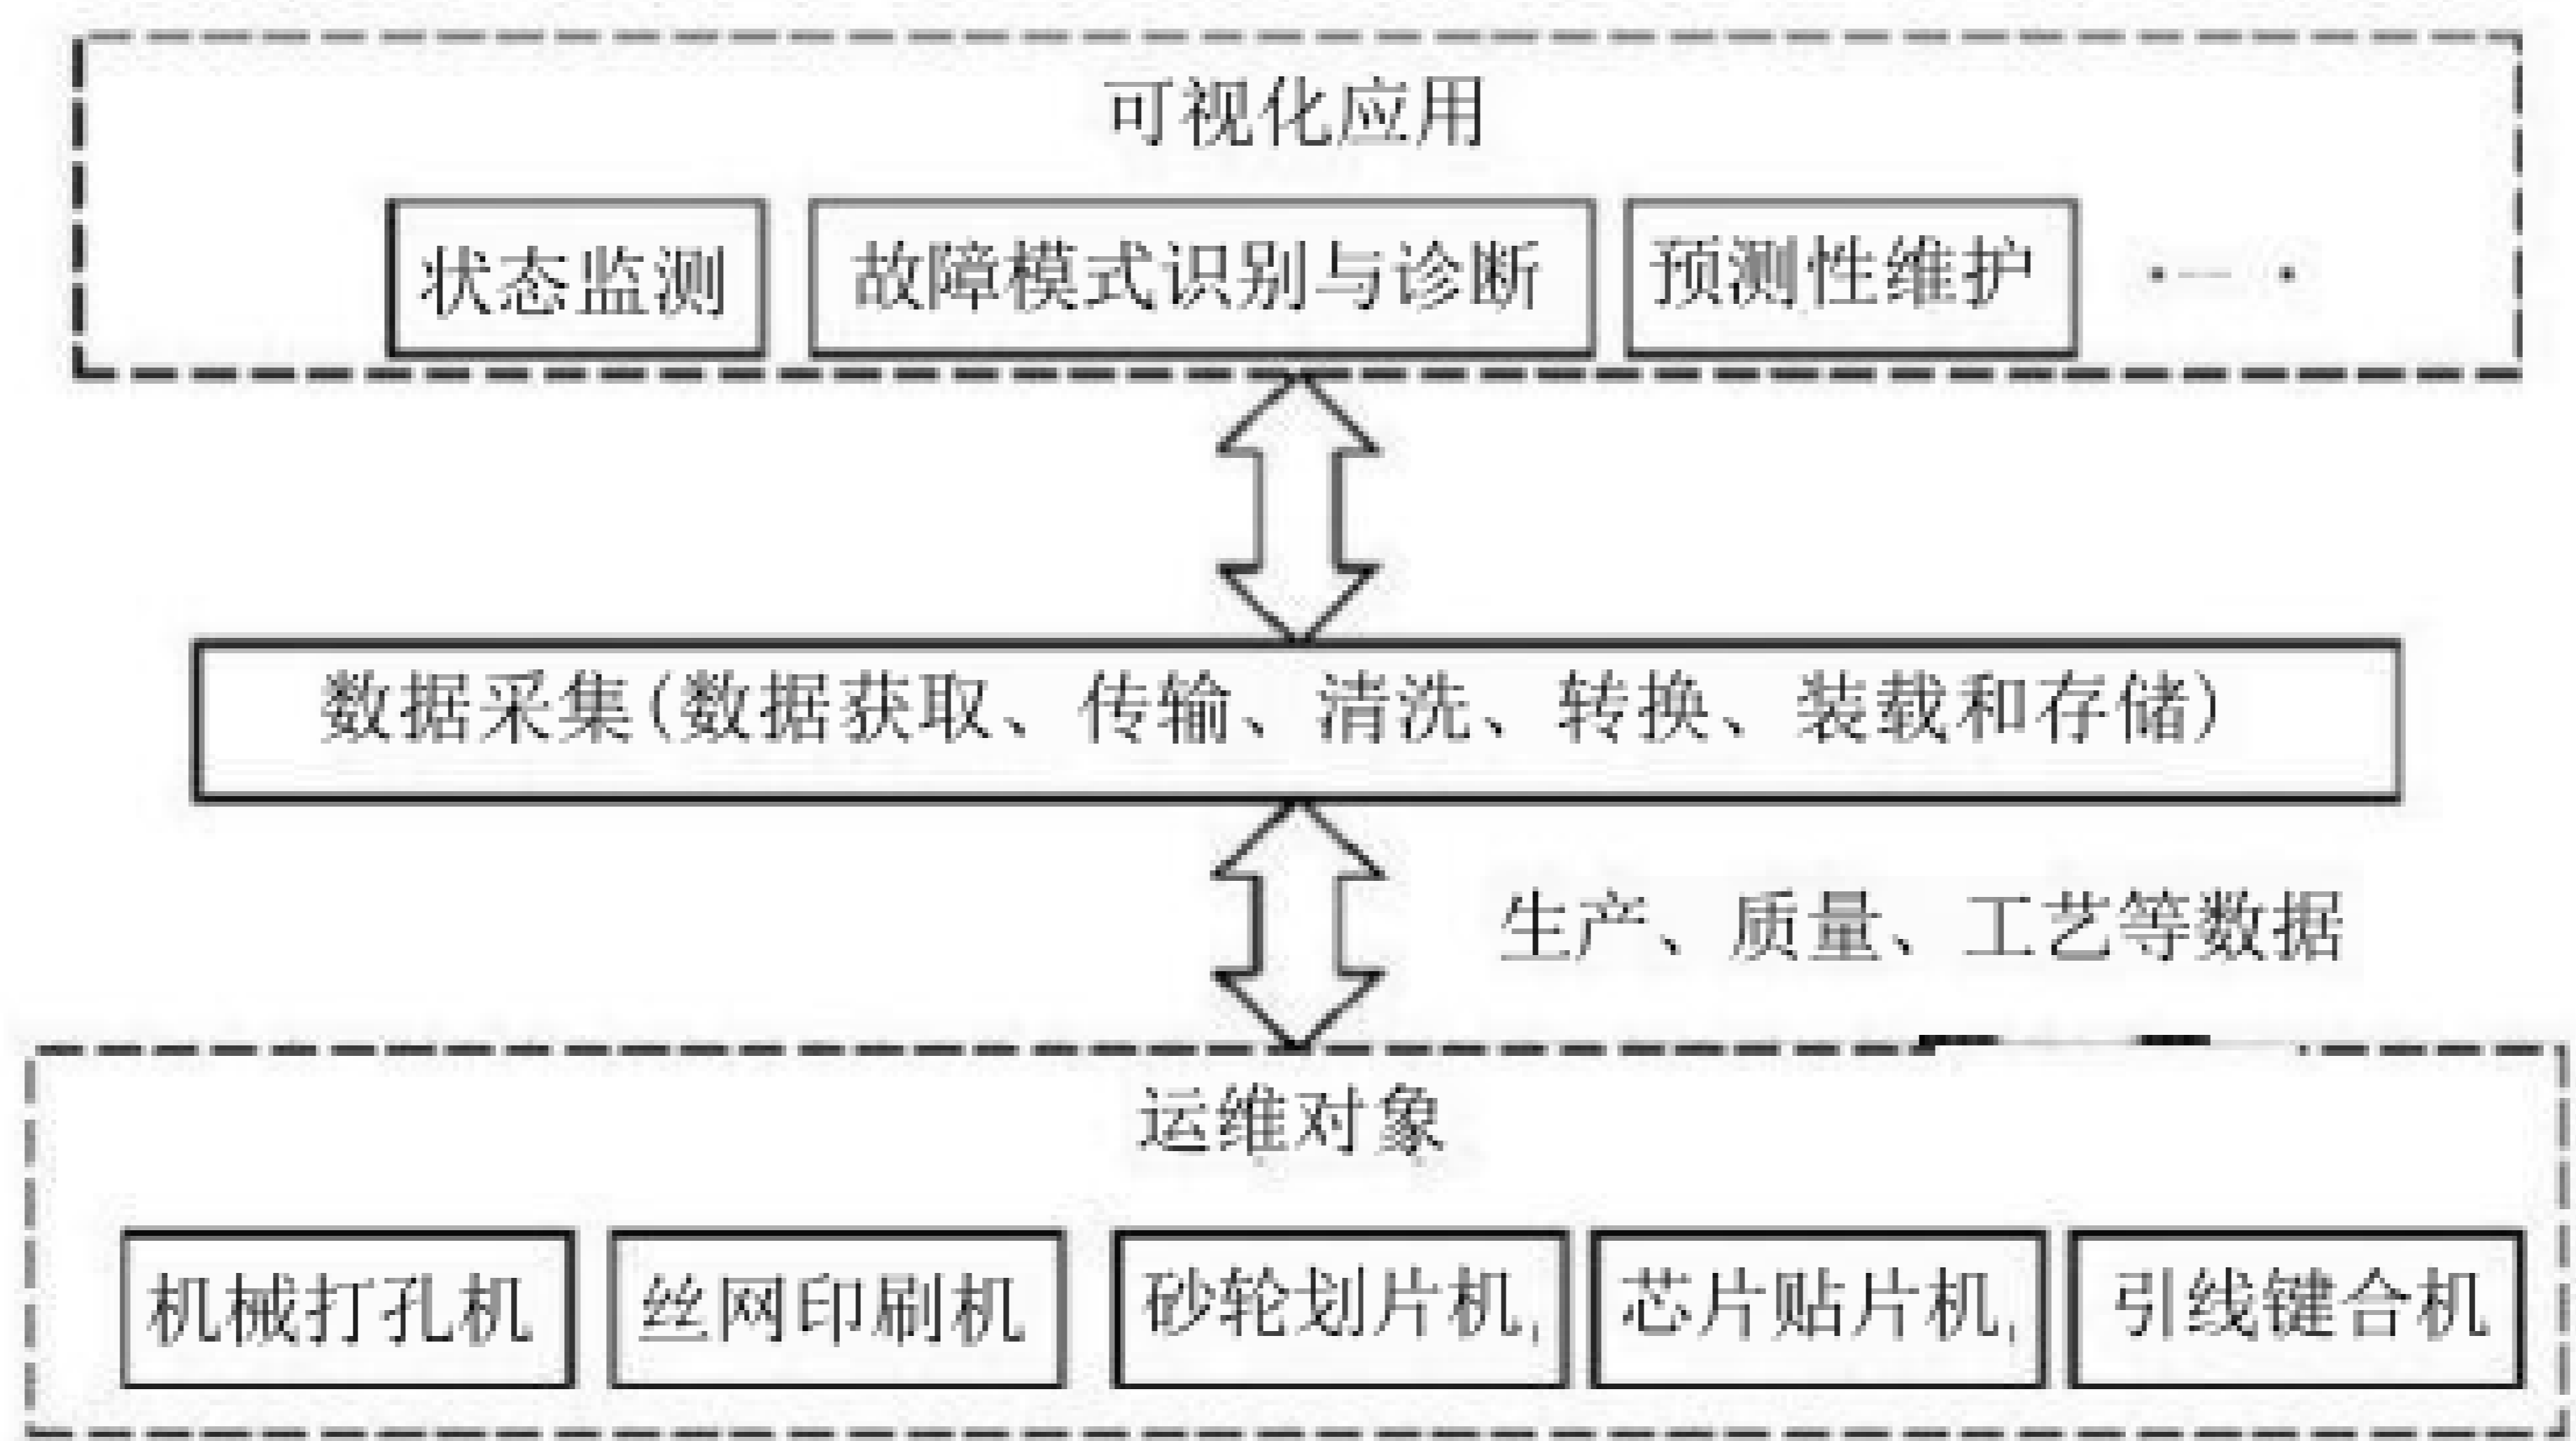 可视化应用
状态监测 故障模式识别与诊断 预测性维护
数据采集(数据获取、传输、清洗、转换、装载和存储)
生产、质量、工艺等数据
运维对象
机械打孔机 丝网印刷机 砂轮划片机 芯片贴片机 引线键合机